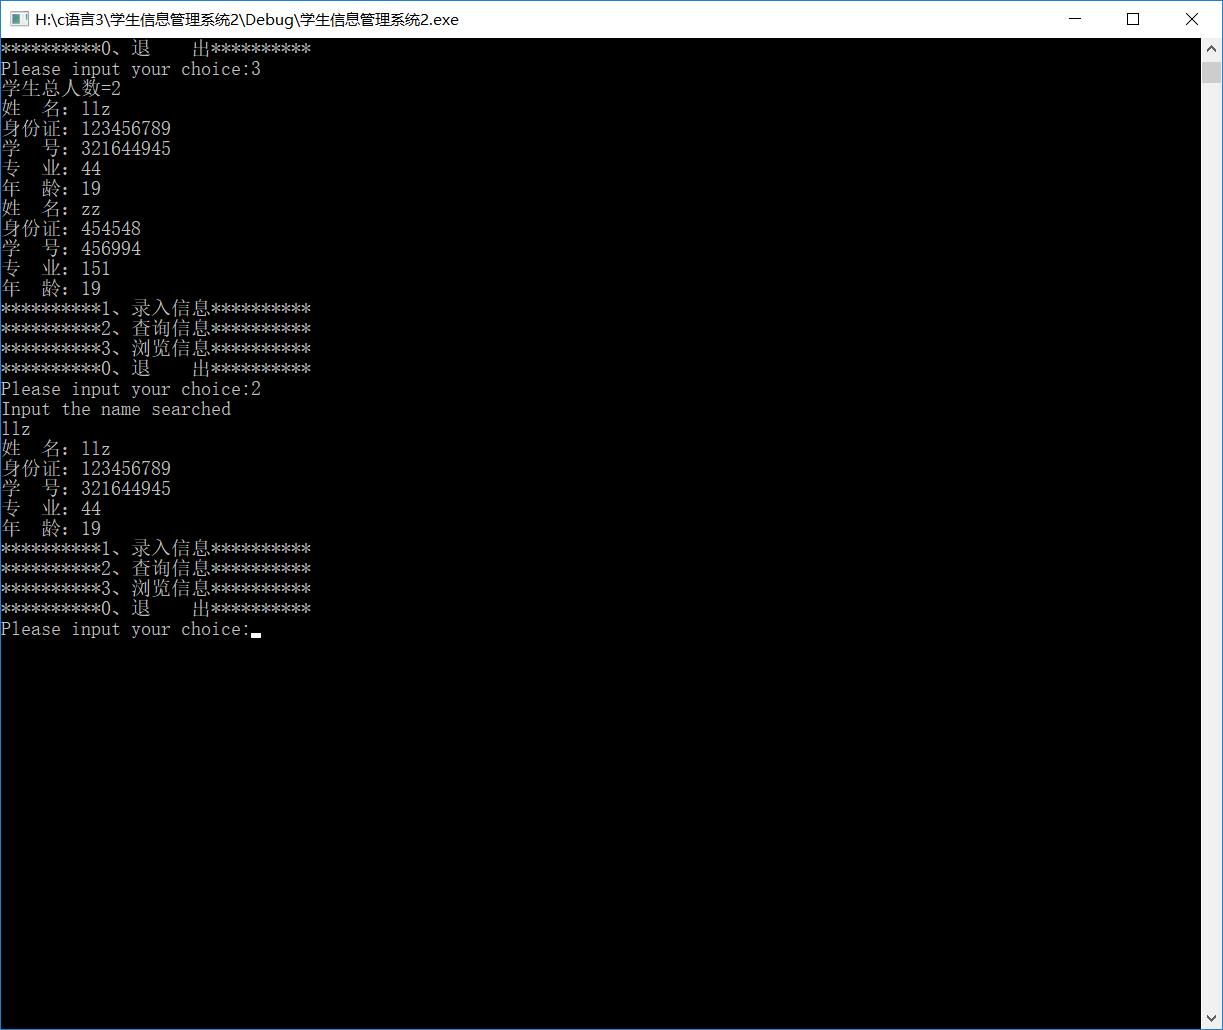 H:\c语言3\学生信息管理系统2\Debug\学生信息管理系统2.exe
**********0、退    出**********
Please input your choice:3
学生总人数=2
姓  名：llz
身份证：123456789
学  号：321644945
专  业：44
年  龄：19
姓  名：zz
身份证：454548
学  号：456994
专  业：151
年  龄：19
**********1、录入信息**********
**********2、查询信息**********
**********3、浏览信息**********
**********0、退    出**********
Please input your choice:2
Input the name searched
llz
姓  名：llz
身份证：123456789
学  号：321644945
专  业：44
年  龄：19
**********1、录入信息**********
**********2、查询信息**********
**********3、浏览信息**********
**********0、退    出**********
Please input your choice: